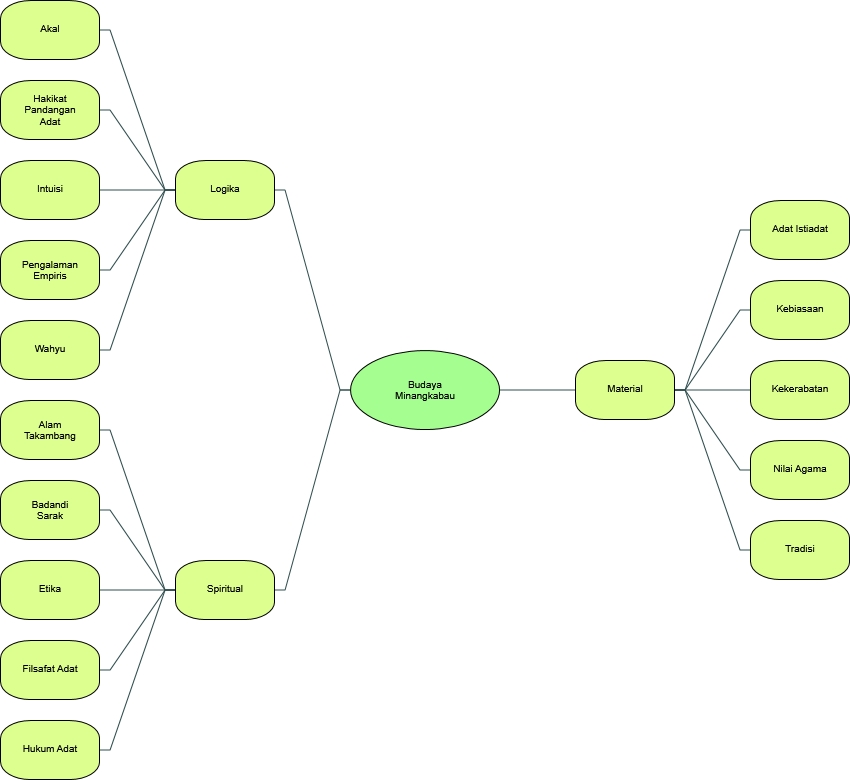 Akal
Hakikat
Pandangan
Adat
Intuisi
Pengalaman
Empiris
Wahyu
Logika
Alam
Takambang
Badandi
Sarak
Etika
Filsafat Adat
Hukum Adat
Spiritual
Budaya
Minangkabau
Material
Adat Istiadat
Kebiasaan
Kekerabatan
Nilai Agama
Tradisi